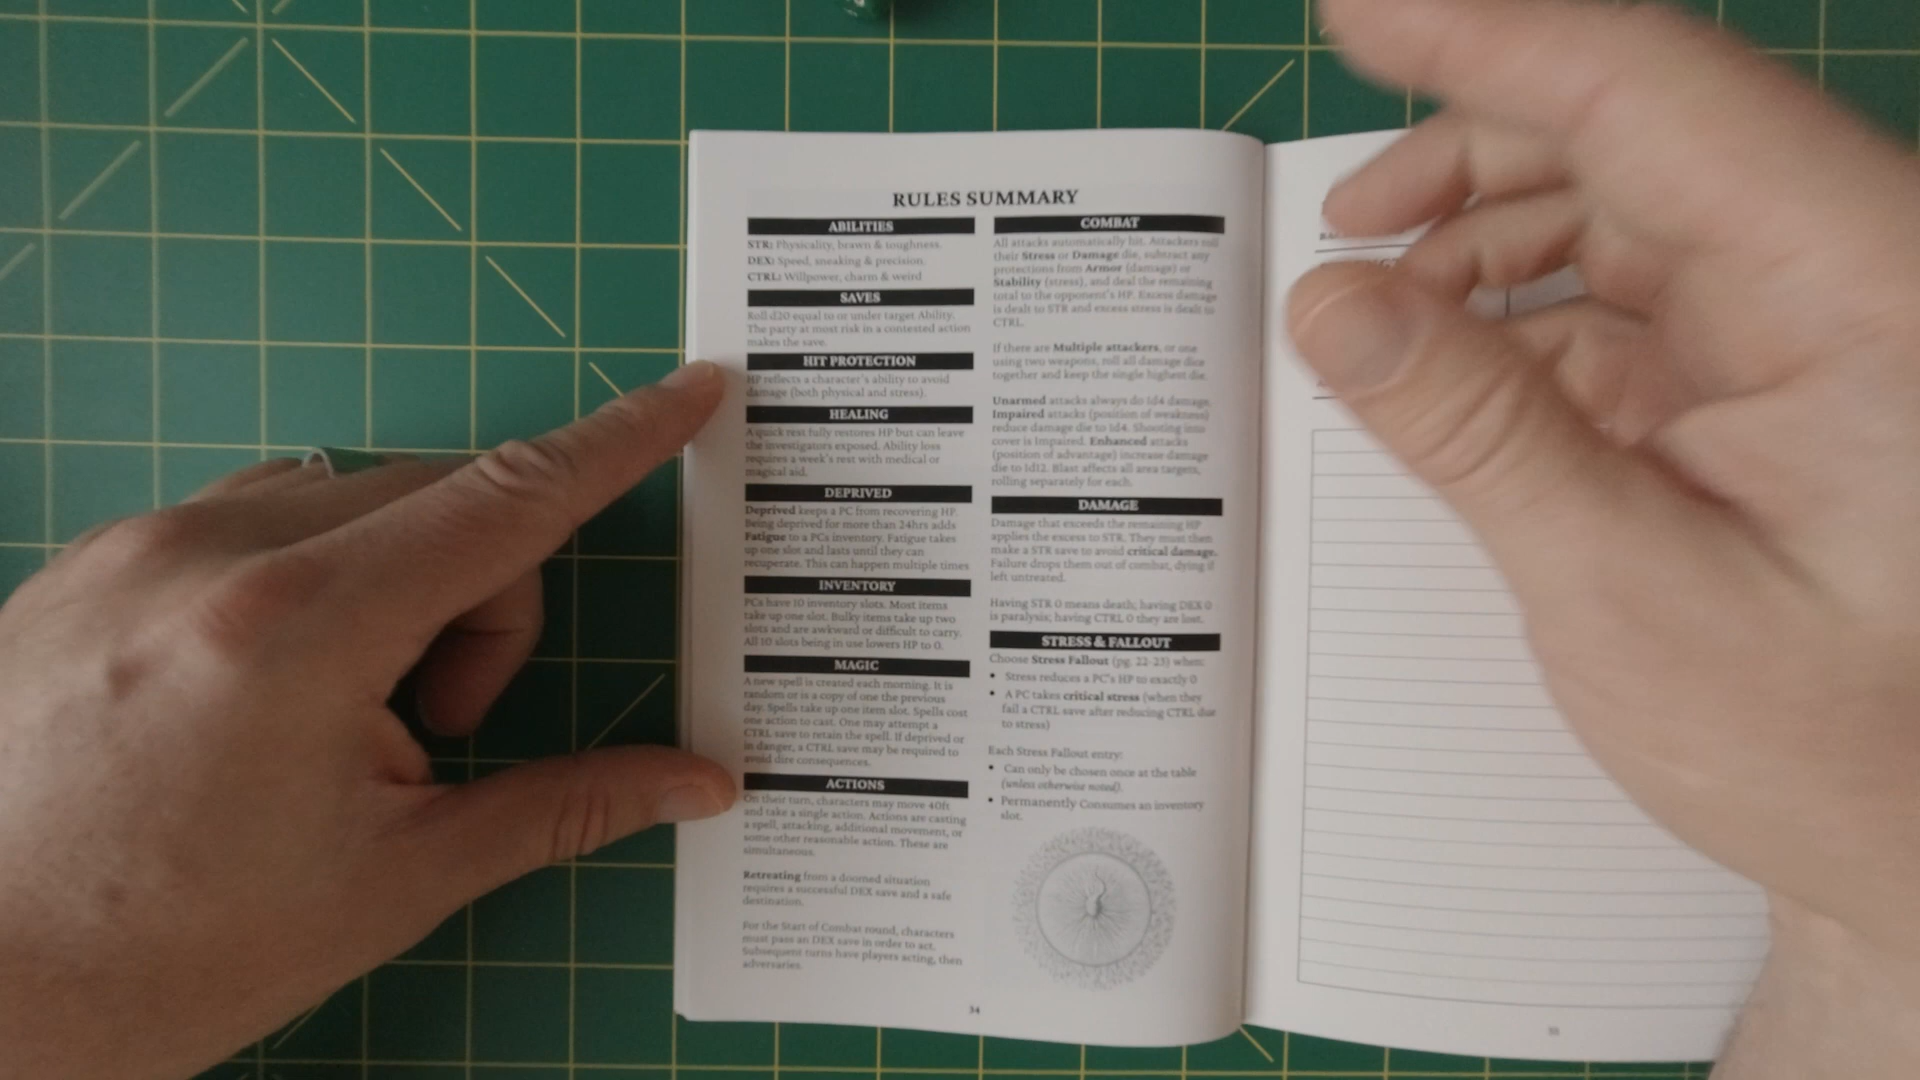 RULES SUMMARY
ABILITIES
STR: Physicality, brawn & toughness.
DEX: Speed, sneaking & precision.
CTRL: Willpower, charm & weird
SAVES
Roll d20 equal to or under target Ability.
The party at most risk in a contested action
makes the save.
HIT PROTECTION
HP reflects a character's ability to avoid
damage (both physical and stress).
HEALING
A quick rest fully restores HP but can leave
the investigators exposed. Ability loss
requires a week's rest with medical or
magical aid.
DEPRIVED
Deprived keeps a PC from recovering HP.
Being deprived for more than 24hrs adds
Fatigue to a PCs inventory. Fatigue takes
up one slot and lasts until they can
recuperate. This can happen multiple times
INVENTORY
PCs have 10 inventory slots. Most items
take up one slot. Bulky items take up two
slots and are awkward or difficult to carry.
All 10 slots being in use lowers HP to 0.
MAGIC
A new spell is created each morning. It is
random or is a copy of one the previous
day. Spells take up one item slot. Spells cost
one action to cast. One may attempt a
CTRL save to retain the spell. If deprived or
in danger, a CTRL save may be required to
avoid dire consequences.
ACTIONS
On their turn, characters may move 40ft
and take a single action. Actions are casting
a spell, attacking, additional movement, or
some other reasonable action. These are
simultaneous.
Retreating from a doomed situation
requires a successful DEX save and a safe
destination.
For the Start of Combat round, characters
must pass an DEX save in order to act.
Subsequent turns have players acting, then
adversaries.
COMBAT
All attacks automatically hit. Attackers roll
their Stress or Damage die, subtract any
protections from Armor (damage) or
Stability (stress), and deal the remaining
total to the opponent's HP. Excess damage
is dealt to STR and excess stress is dealt to
CTRL.
If there are Multiple attackers, or one
using two weapons, roll all damage dice
together and keep the single highest die.
Unarmed attacks always do 1d4 damage.
Impaired attacks (position of weakness)
reduce damage die to 1d4. Shooting into
cover is Impaired. Enhanced attacks
(position of advantage) increase damage
die to 1d12. Blast affects all area targets,
rolling separately for each.
DAMAGE
Damage that exceeds the remaining HP
applies the excess to STR. They must then
make a STR save to avoid critical damage.
Failure drops them out of combat, dying if
left untreated.
Having STR 0 means death; having DEX 0
is paralysis; having CTRL 0 they are lost.
STRESS & FALLOUT
Choose Stress Fallout (pg. 22-23) when:
• Stress reduces a PC's HP to exactly 0
• A PC takes critical stress (when they
fail a CTRL save after reducing CTRL due
to stress)
Each Stress Fallout entry:
• Can only be chosen once at the table
(unless otherwise noted).
• Permanently Consumes an inventory
slot.
34